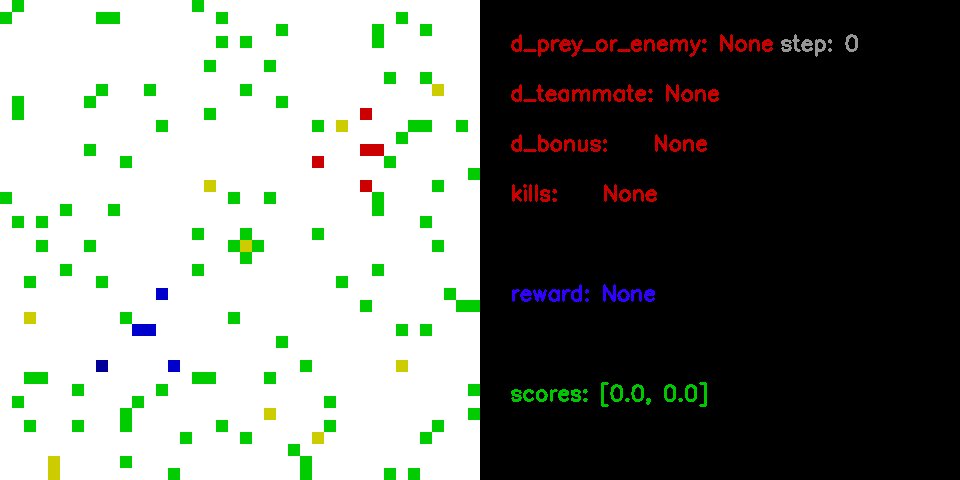 d_prey_or_enemy: None step: 0
d_teammate: None
d_bonus: None
kills: None
reward: None
scores: [0.0, 0.0]